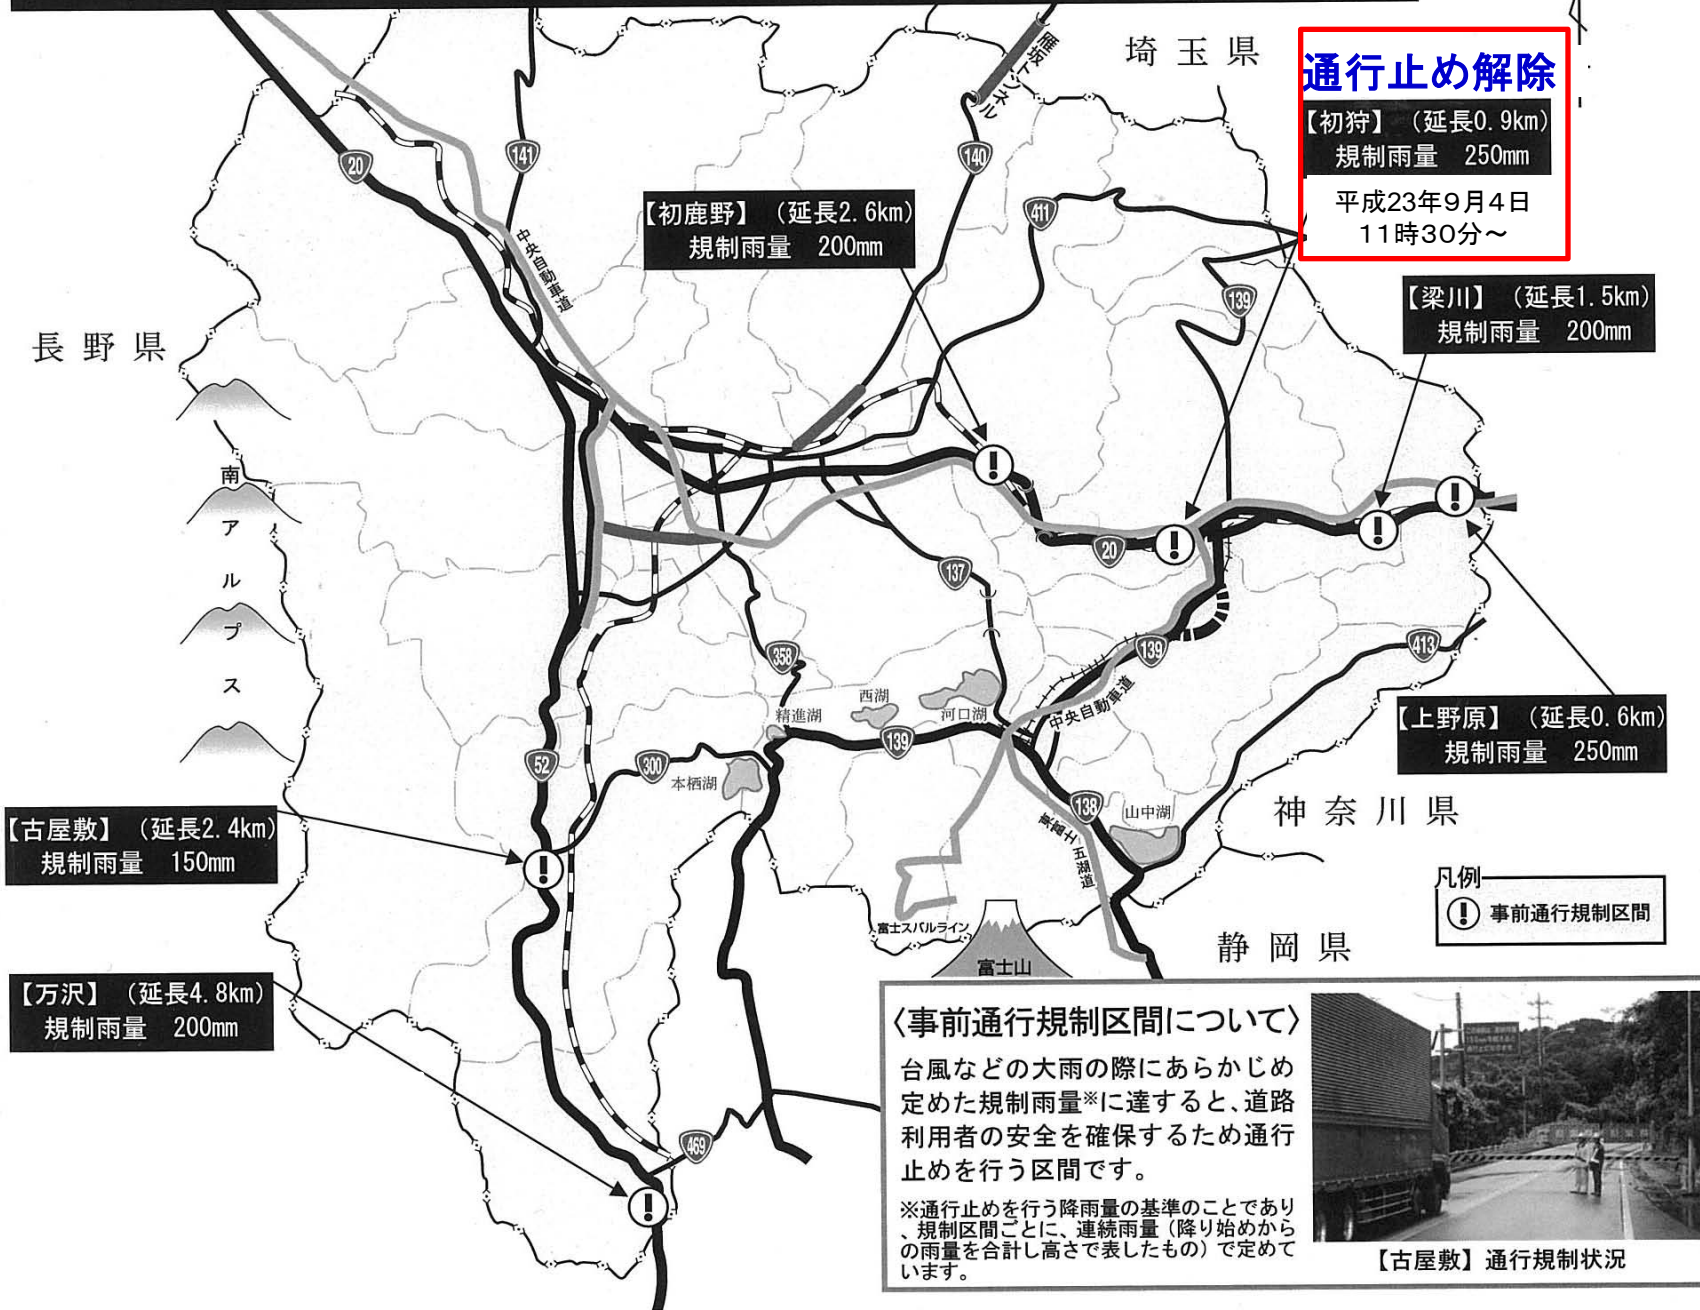 埼玉県
通行止め解除
【初狩】 （延長0.9km）
規制雨量 250mm
平成23年9月4日
11時30分～
雁坂トンネル
20
141
140
411
【初鹿野】 （延長2.6km）
規制雨量 200mm
中央自動車道
139
【梁川】 （延長1.5km）
規制雨量 200mm
長野県
南アルプス
20
137
139
413
358
西湖
河口湖
精進湖
中央自動車道
【上野原】 （延長0.6km）
規制雨量 250mm
52
300
本栖湖
139
138
山中湖
東富士五湖道
神奈川県
【古屋敷】 （延長2.4km）
規制雨量 150mm
凡例
事前通行規制区間
富士スバルライン
富士山
静岡県
【万沢】 （延長4.8km）
規制雨量 200mm
469
〈事前通行規制区間について〉
台風などの大雨の際にあらかじめ
定めた規制雨量※に達すると、道路
利用者の安全を確保するため通行
止めを行う区間です。
※通行止めを行う降雨量の基準のことであり
、規制区間ごとに、連続雨量（降り始めから
の雨量を合計し高さで表したもの）で定めて
います。
【古屋敷】通行規制状況